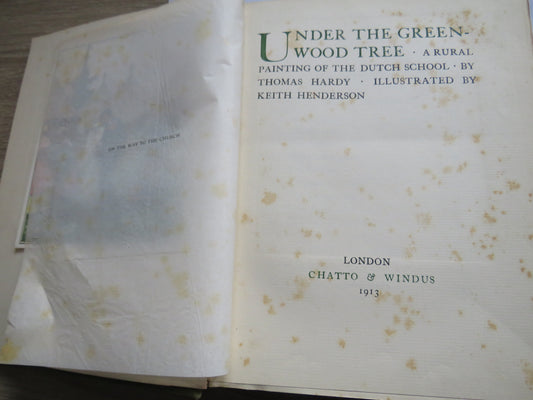 ON THE WAY TO THE CHURCH
UNDER THE GREEN-
WOOD TREE · A RURAL
PAINTING OF THE DUTCH SCHOOL · BY
THOMAS HARDY · ILLUSTRATED BY
KEITH HENDERSON
LONDON
CHATTO & WINDUS
1913